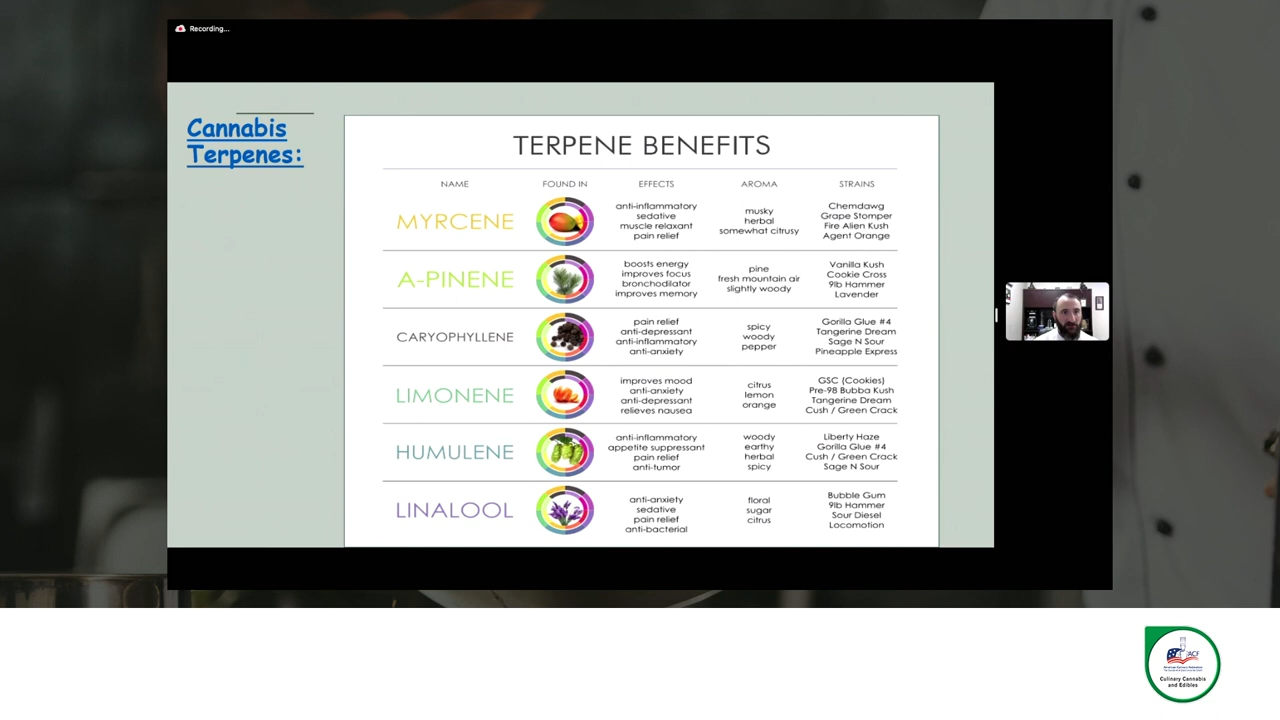 Recording...
Cannabis
Terpenes:
TERPENE BENEFITS
NAME FOUND IN EFFECTS AROMA STRAINS
MYRCENE
anti-inflammatory
sedative
muscle relaxant
pain relief
musky
herbal
somewhat citrusy
Chemdawg
Grape Stomper
Fire Alien Kush
Agent Orange
A-PINENE
boosts energy
improves focus
bronchodilator
improves memory
pine
fresh mountain air
slightly woody
Vanilla Kush
Cookie Cross
9lb Hammer
Lavender
CARYOPHYLLENE
pain relief
anti-depressant
anti-inflammatory
anti-anxiety
spicy
woody
pepper
Gorilla Glue #4
Tangerine Dream
Sage N Sour
Pineapple Express
LIMONENE
improves mood
anti-anxiety
anti-depressant
relieves nausea
citrus
lemon
orange
GSC (Cookies)
Pre-98 Bubba Kush
Tangerine Dream
Cush / Green Crack
HUMULENE
anti-inflammatory
appetite suppressant
pain relief
anti-tumor
woody
earthy
herbal
spicy
Liberty Haze
Gorilla Glue #4
Cush / Green Crack
Sage N Sour
LINALOOL
anti-anxiety
sedative
pain relief
anti-bacterial
floral
sugar
citrus
Bubble Gum
9lb Hammer
Sour Diesel
Locomotion
ACF
American Culinary Federation
Culinary Cannabis
and Edibles